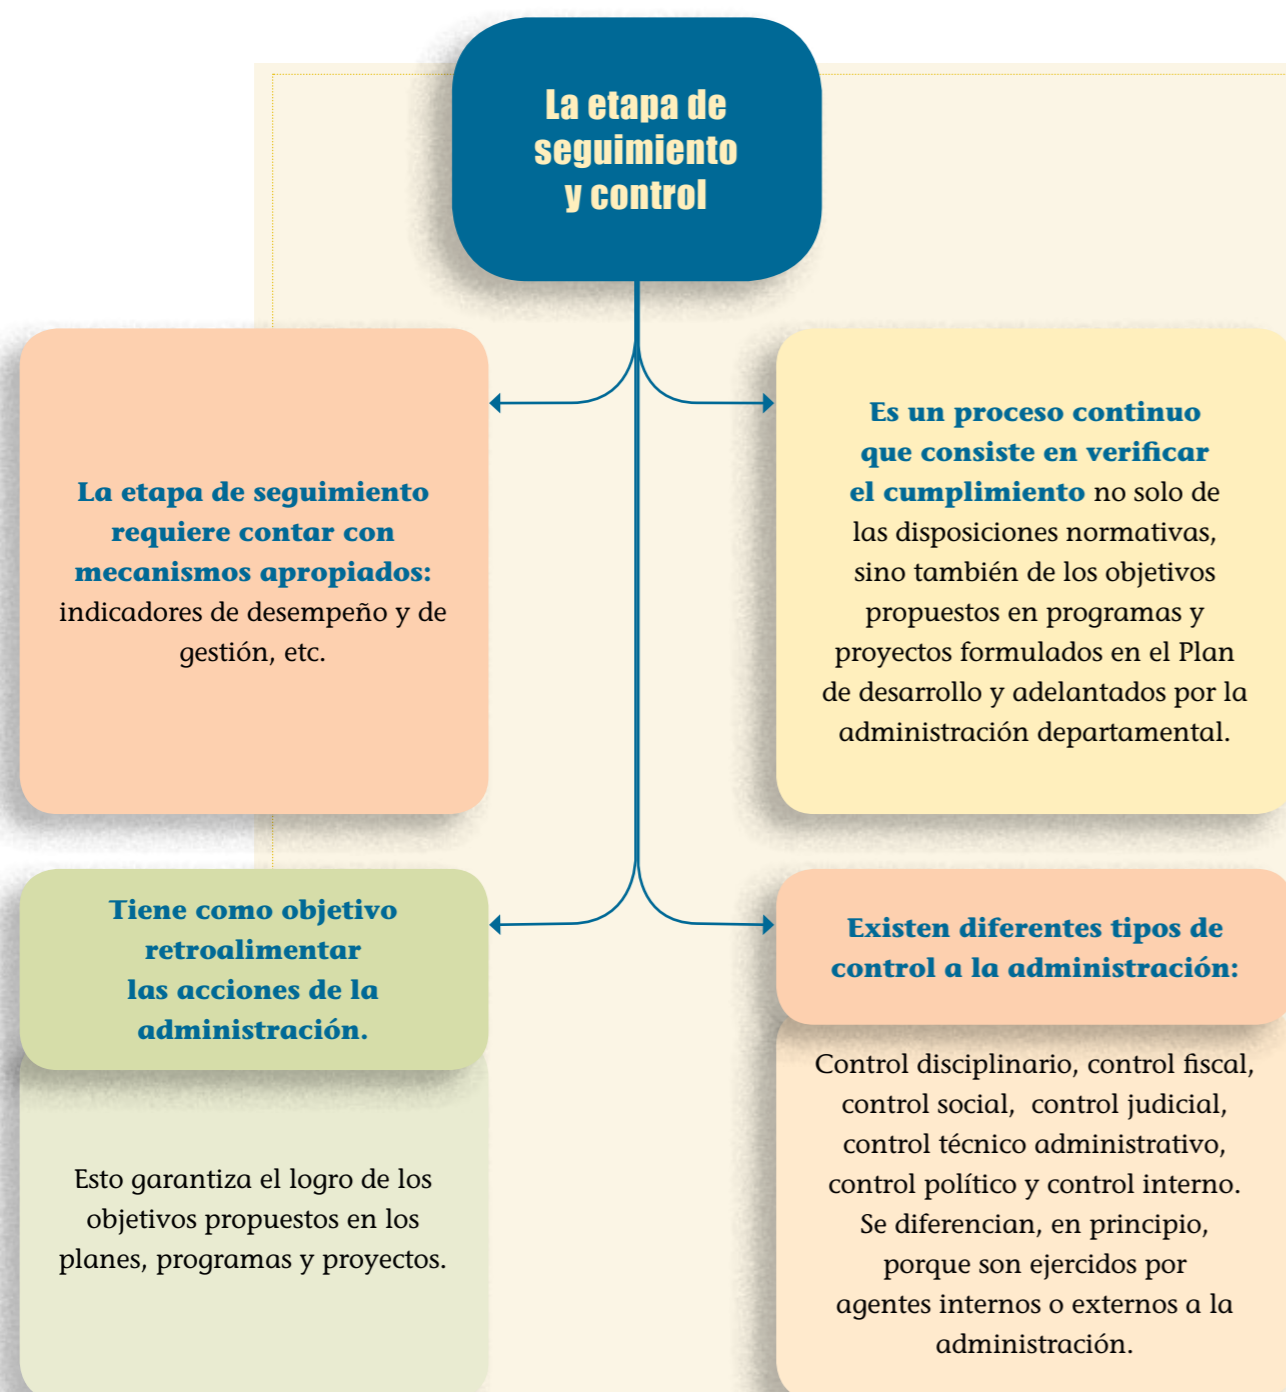 La etapa de
seguimiento
y control
La etapa de seguimiento
requiere contar con
mecanismos apropiados:
indicadores de desempeño y de
gestión, etc.
Es un proceso continuo
que consiste en verificar
el cumplimiento no solo de
las disposiciones normativas,
sino también de los objetivos
propuestos en programas y
proyectos formulados en el Plan
de desarrollo y adelantados por la
administración departamental.
Tiene como objetivo
retroalimentar
las acciones de la
administración.
Esto garantiza el logro de los
objetivos propuestos en los
planes, programas y proyectos.
Existen diferentes tipos de
control a la administración:
Control disciplinario, control fiscal,
control social, control judicial,
control técnico administrativo,
control político y control interno.
Se diferencian, en principio,
porque son ejercidos por
agentes internos o externos a la
administración.